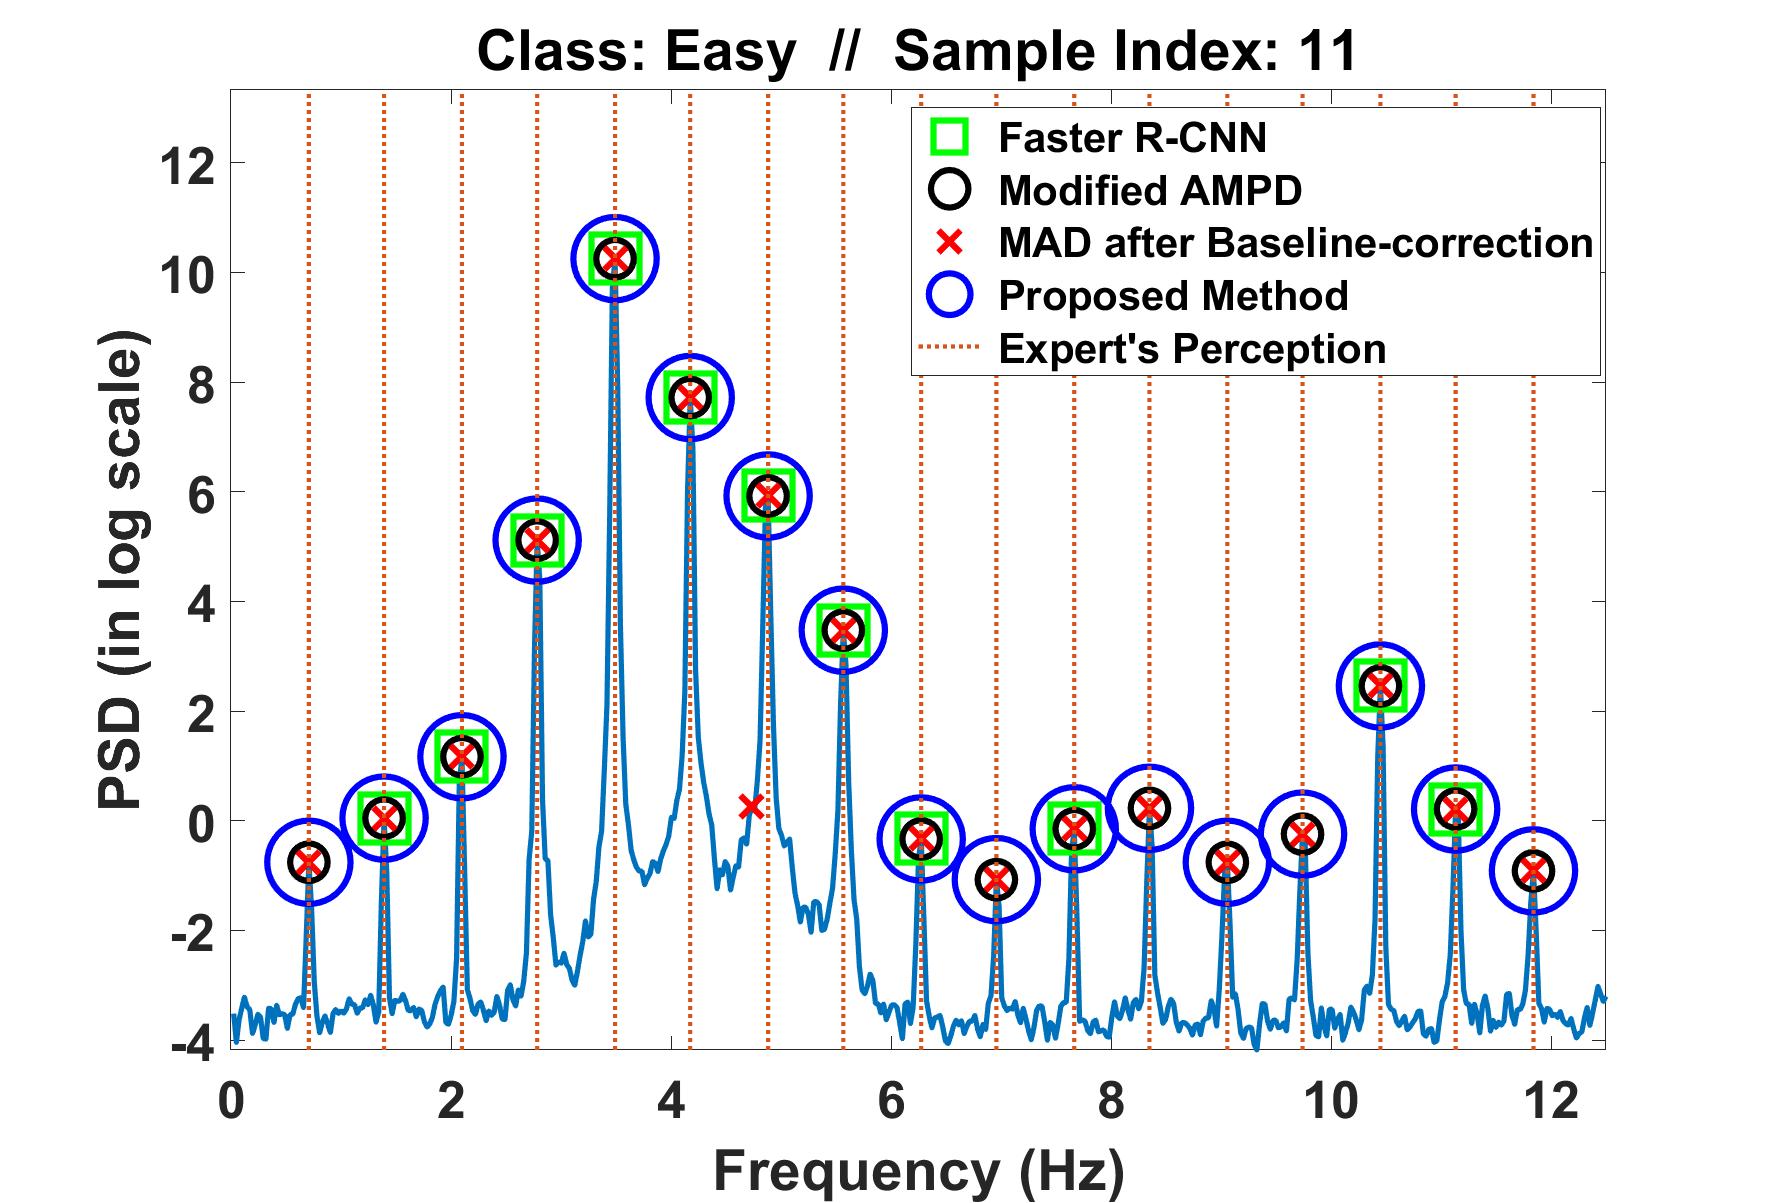 Class: Easy // Sample Index: 11
Faster R-CNN
Modified AMPD
MAD after Baseline-correction
Proposed Method
Expert's Perception
PSD (in log scale)
12
10
8
6
4
2
0
-2
-4
0 2 4 6 8 10 12
Frequency (Hz)